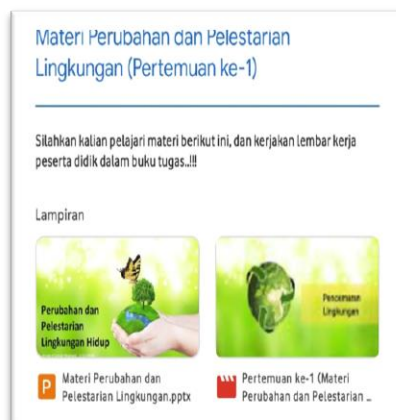 Materi Perubahan dan Pelestarian
Lingkungan (Pertemuan ke-1)
Silahkan kalian pelajari materi berikut ini, dan kerjakan lembar kerja
peserta didik dalam buku tugas..!!!
Lampiran
Perubahan dan
Pelestarian
Lingkungan Hidup
Pencemaran
Lingkungan
P
Materi Perubahan dan
Pelestarian Lingkungan.pptx
Pertemuan ke-1 (Materi
Perubahan dan Pelestarian ...